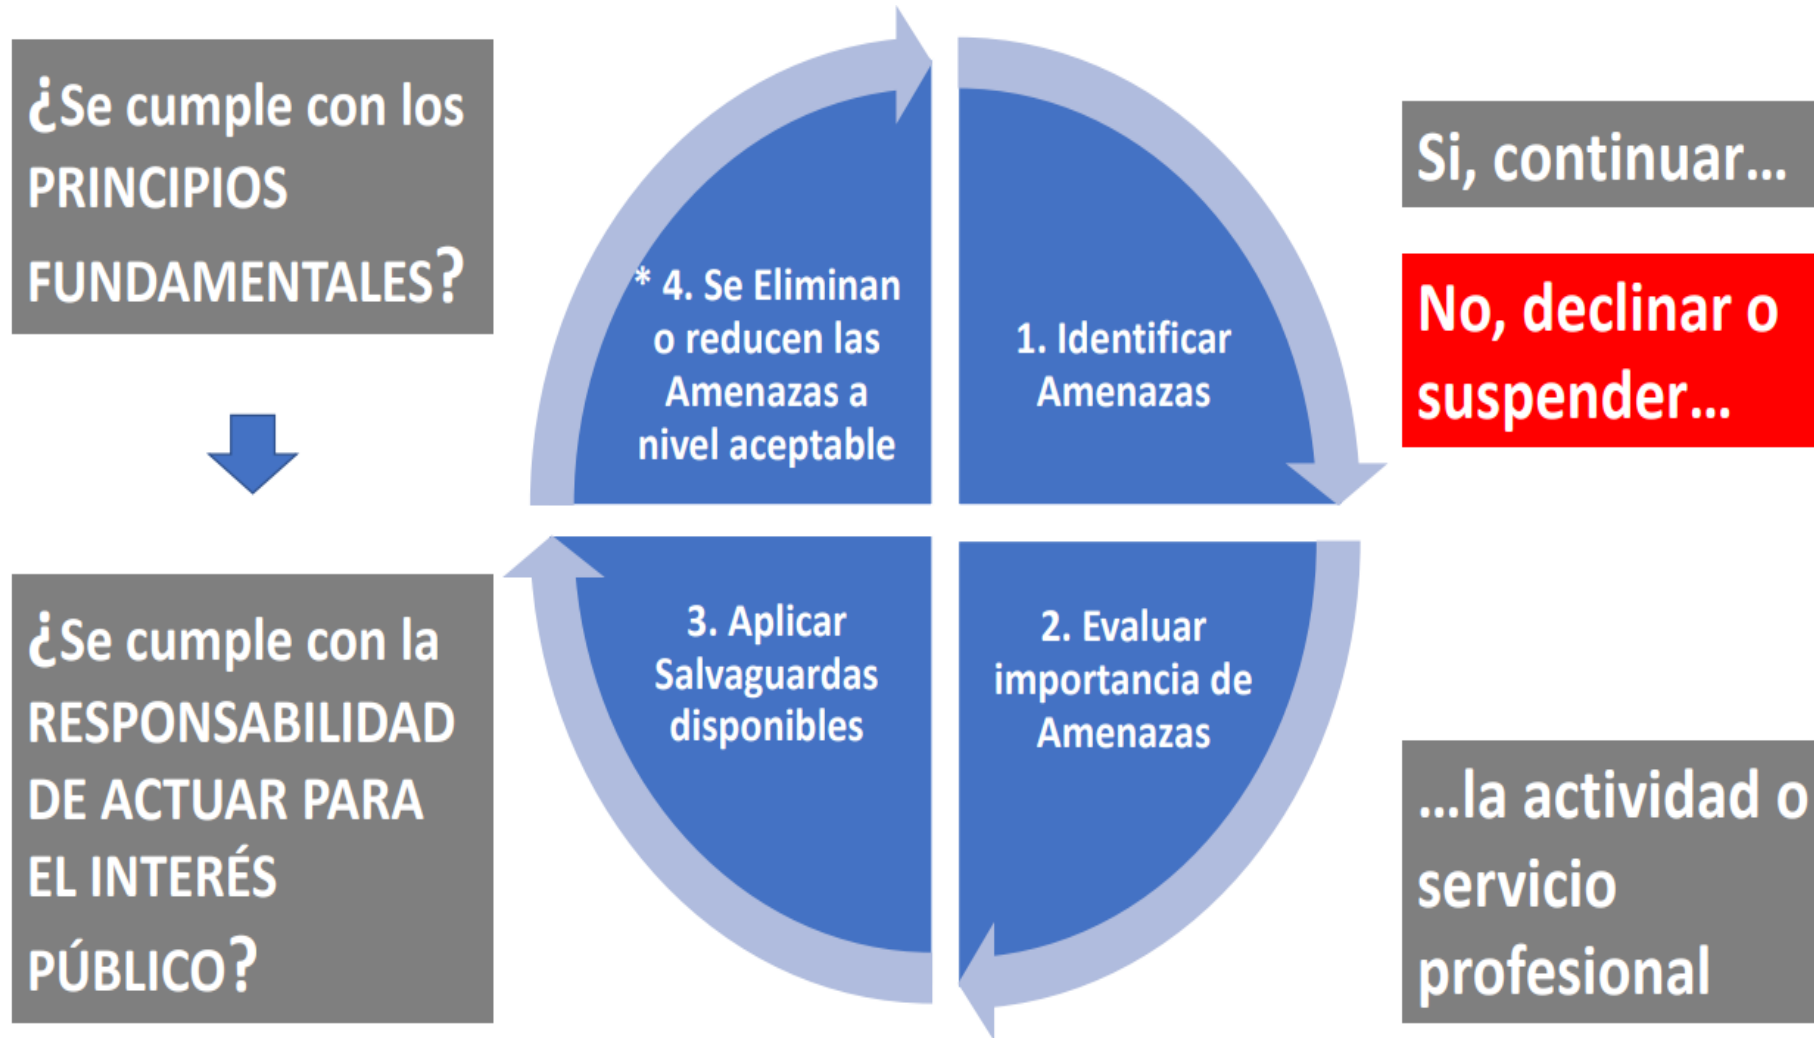 ¿Se cumple con los
PRINCIPIOS
FUNDAMENTALES?
¿Se cumple con la
RESPONSABILIDAD
DE ACTUAR PARA
EL INTERÉS
PÚBLICO?
* 4. Se Eliminan
o reducen las
Amenazas a
nivel aceptable
1. Identificar
Amenazas
3. Aplicar
Salvaguardas
disponibles
2. Evaluar
importancia de
Amenazas
Si, continuar...
No, declinar o
suspender...
...la actividad o
servicio
profesional